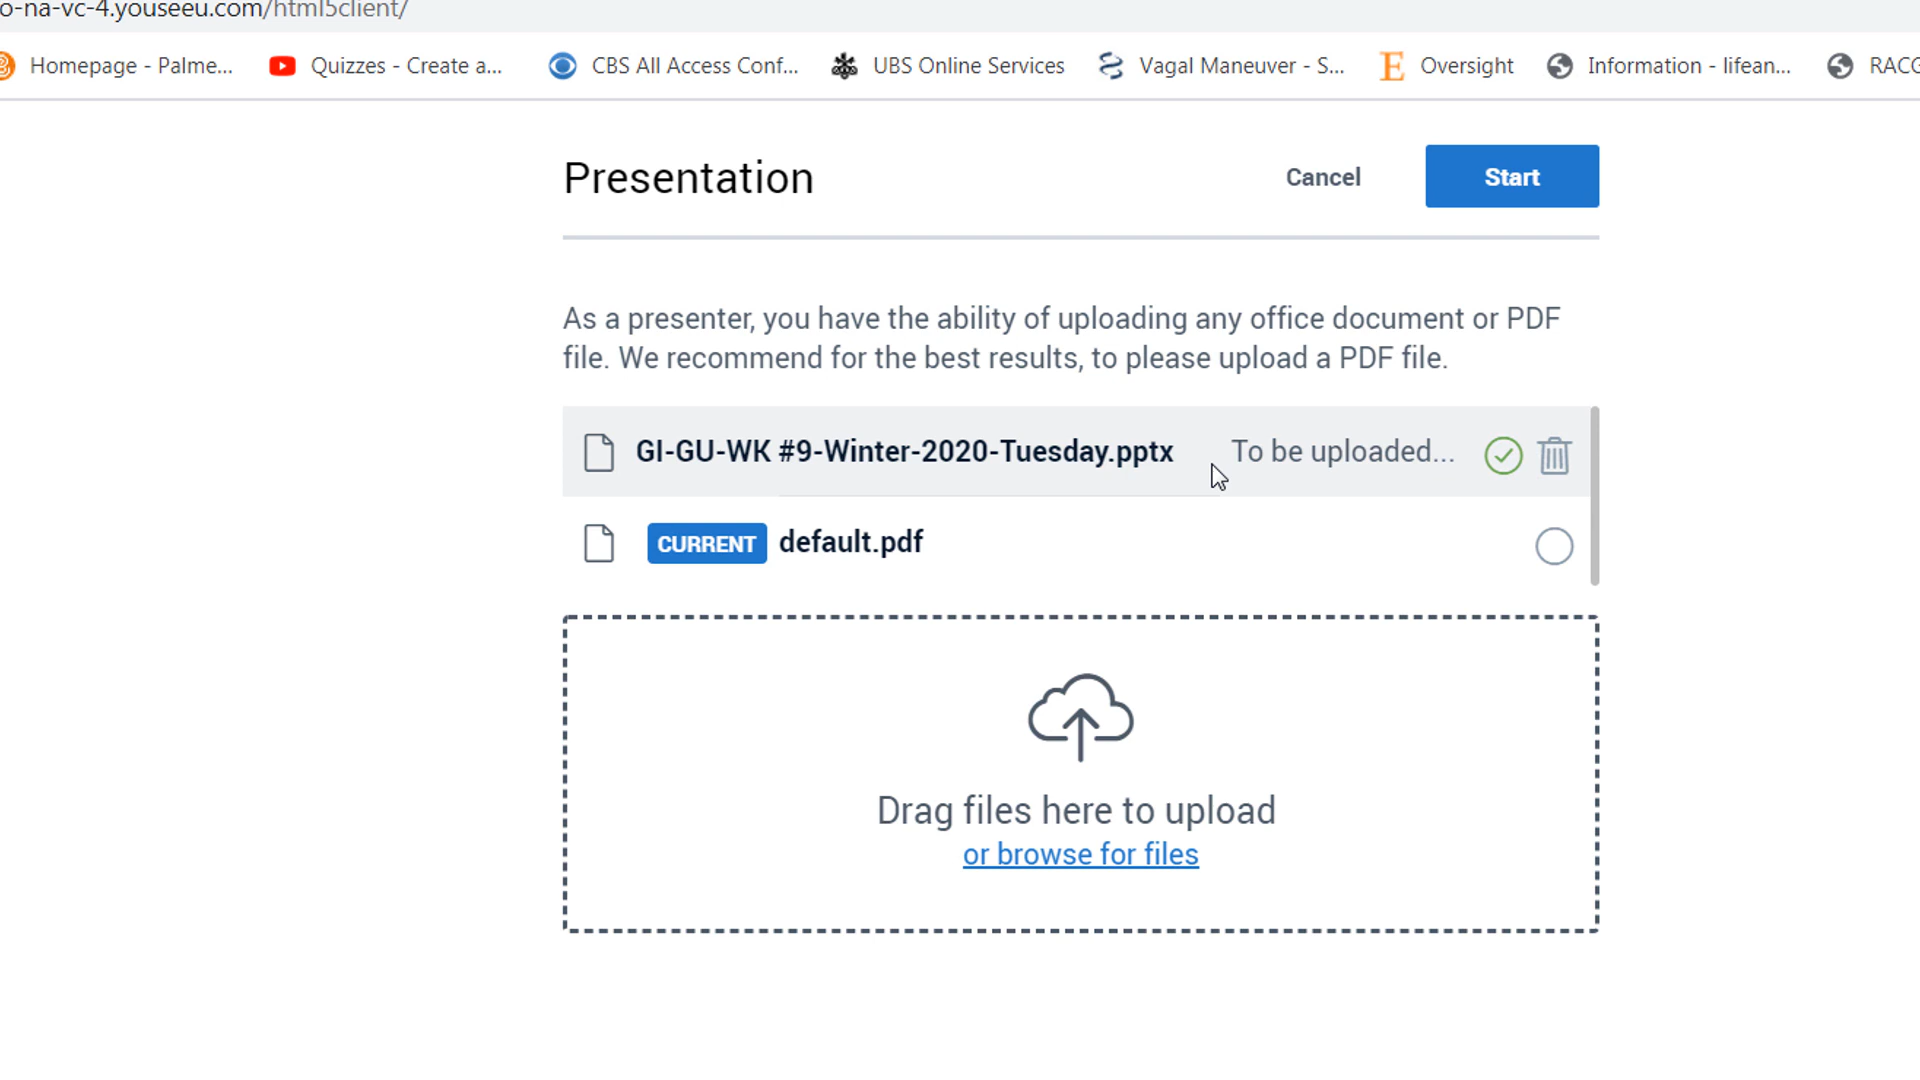 o-na-vc-4.youseeu.com/html5client/
Homepage - Palme... Quizzes - Create a... CBS All Access Conf... UBS Online Services Vagal Maneuver - S... E Oversight Information - lifean... RACG
Presentation Cancel Start
As a presenter, you have the ability of uploading any office document or PDF
file. We recommend for the best results, to please upload a PDF file.
GI-GU-WK #9-Winter-2020-Tuesday.pptx To be uploaded...
CURRENT default.pdf
Drag files here to upload
or browse for files